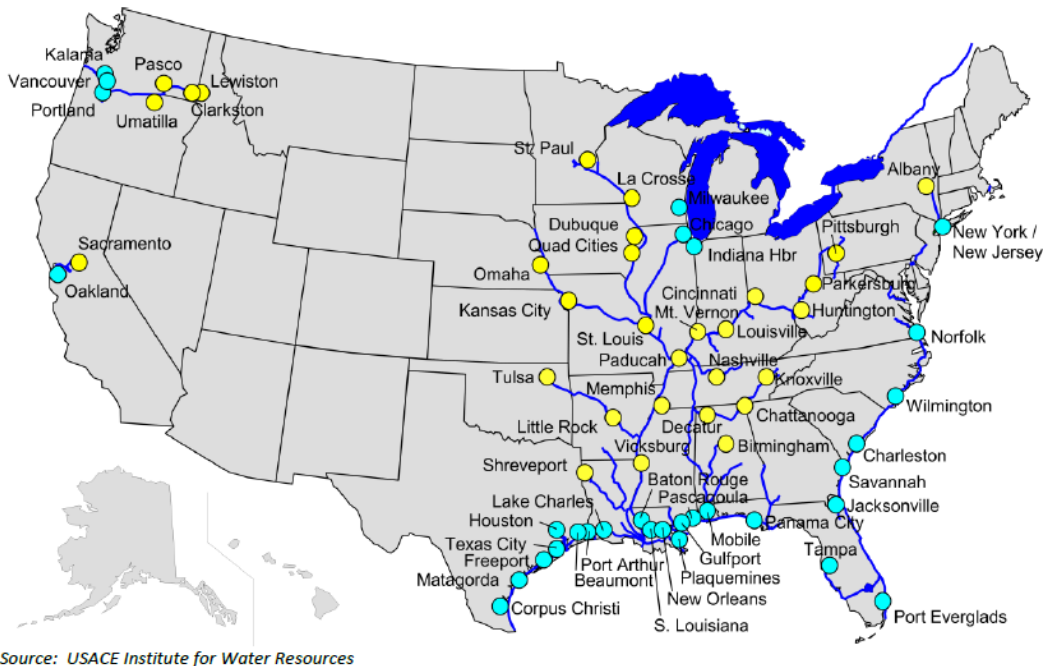 Kalama
Pasco
Lewiston
Vancouver
Portland
Clarkston
Umatilla
St. Paul
La Crosse
Albany
Milwaukee
Dubuque
Chicago
Pittsburgh
New York /
New Jersey
Quad Cities
Indiana Hbr
Sacramento
Oakland
Omaha
Parkersburg
Cincinnati
Kansas City
Mt. Vernon
Huntington
Louisville
St. Louis
Norfolk
Paducah
Nashville
Tulsa
Memphis
Knoxville
Wilmington
Chattanooga
Little Rock
Decatur
Vicksburg
Birmingham
Charleston
Shreveport
Baton Rouge
Savannah
Pascagoula
Lake Charles
Jacksonville
Houston
Panama City
Mobile
Texas City
Tampa
Freeport
Gulfport
Port Arthur
Matagorda
Beaumont
Plaquemines
New Orleans
Corpus Christi
Port Everglads
S. Louisiana
Source: USACE Institute for Water Resources